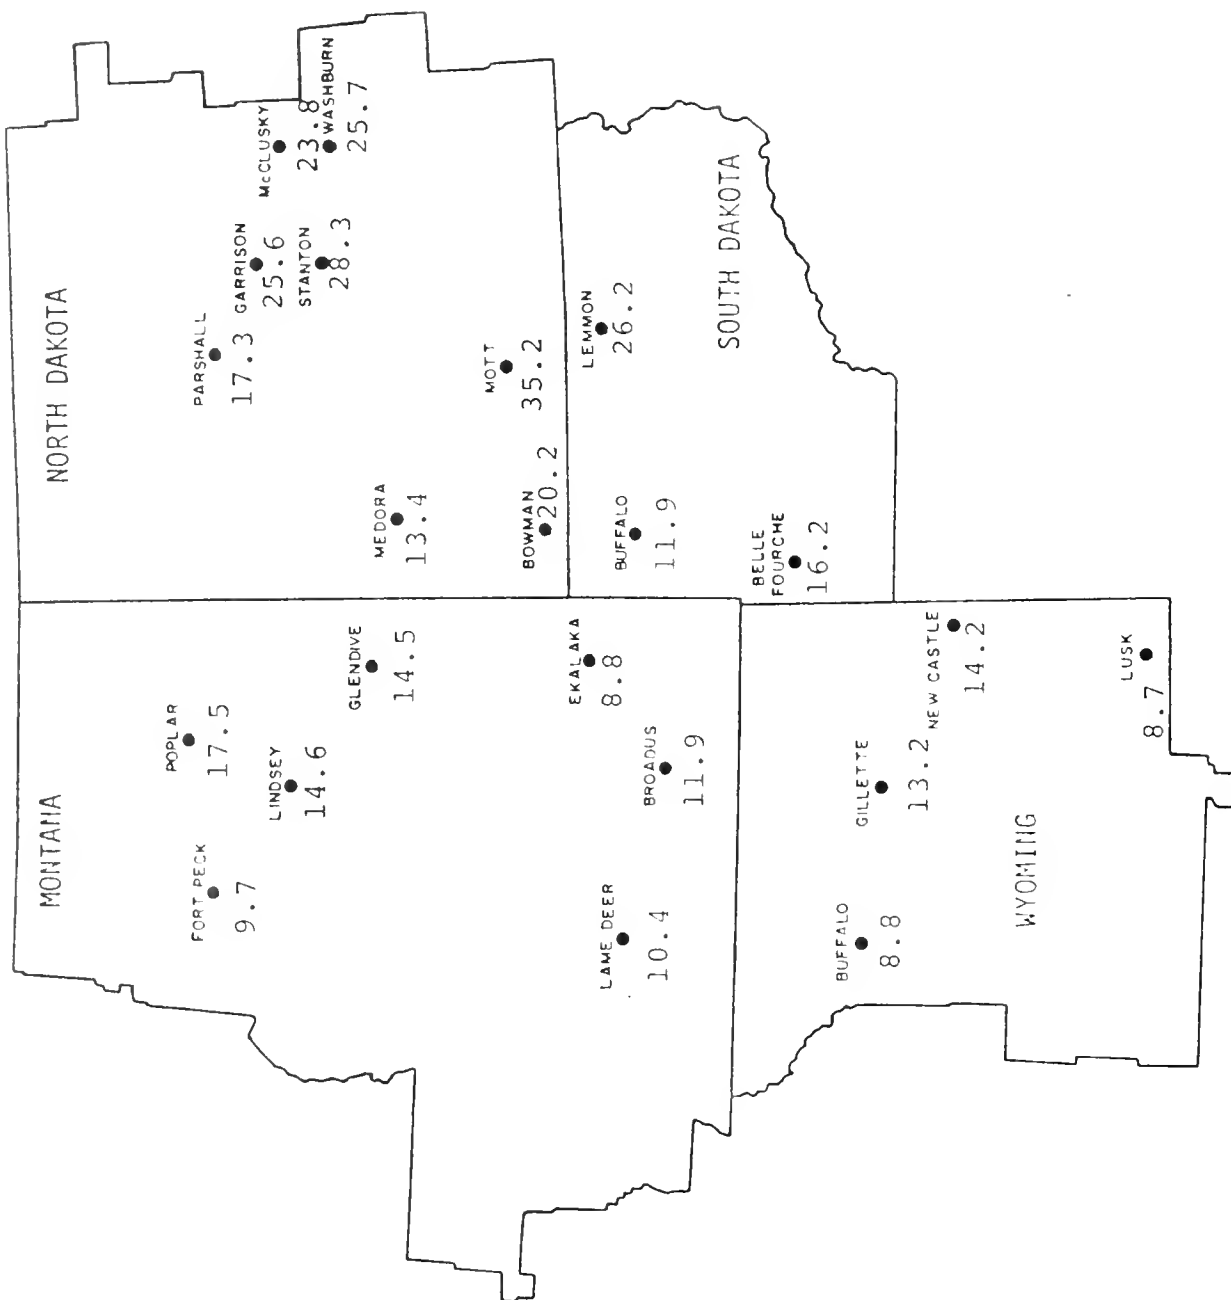 MONTANA
FORT PECK
9.7
POPLAR
17.5
LINDSEY
14.6
GLENDIVE
14.5
EKALAKA
8.8
BROADUS
11.9
LAME DEER
10.4
NORTH DAKOTA
PARSHALL
17.3
GARRISON
25.6
McCLUSKY
23.8
STANTON
28.3
WASHBURN
25.7
MEDORA
13.4
MOTT
35.2
BOWMAN
20.2
SOUTH DAKOTA
LEMMON
26.2
BUFFALO
11.9
BELLE
FOURCHE
16.2
WYOMING
BUFFALO
8.8
GILLETTE
13.2
NEW CASTLE
14.2
LUSK
8.7